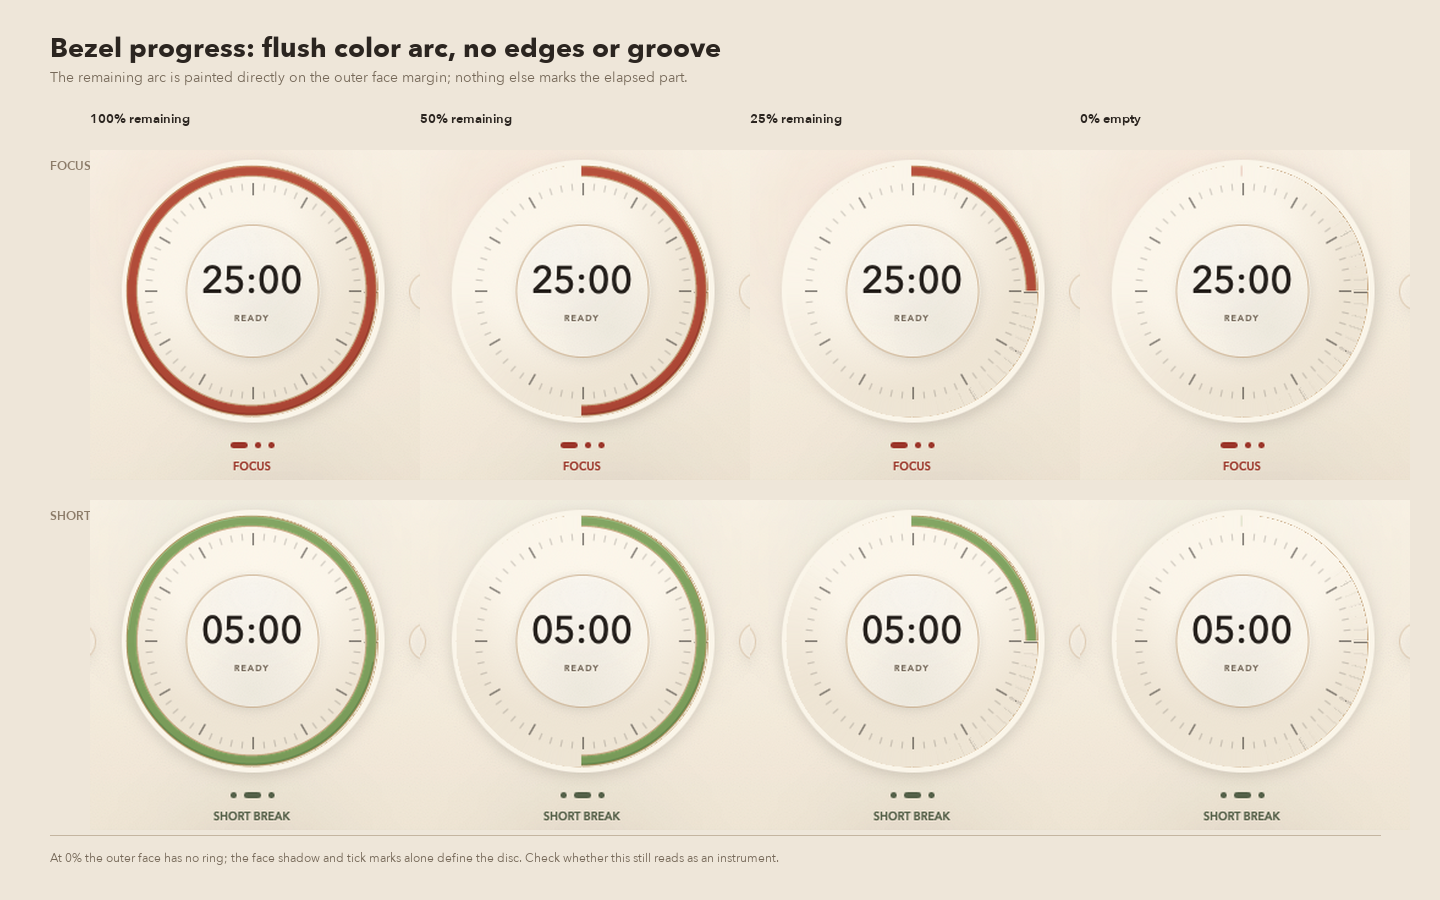 Bezel progress: flush color arc, no edges or groove
The remaining arc is painted directly on the outer face margin; nothing else marks the elapsed part.
100% remaining 50% remaining 25% remaining 0% empty
FOCUS
25:00 25:00 25:00 25:00
READY READY READY READY
FOCUS FOCUS FOCUS FOCUS
SHORT
05:00 05:00 05:00 05:00
READY READY READY READY
SHORT BREAK SHORT BREAK SHORT BREAK SHORT BREAK
At 0% the outer face has no ring; the face shadow and tick marks alone define the disc. Check whether this still reads as an instrument.